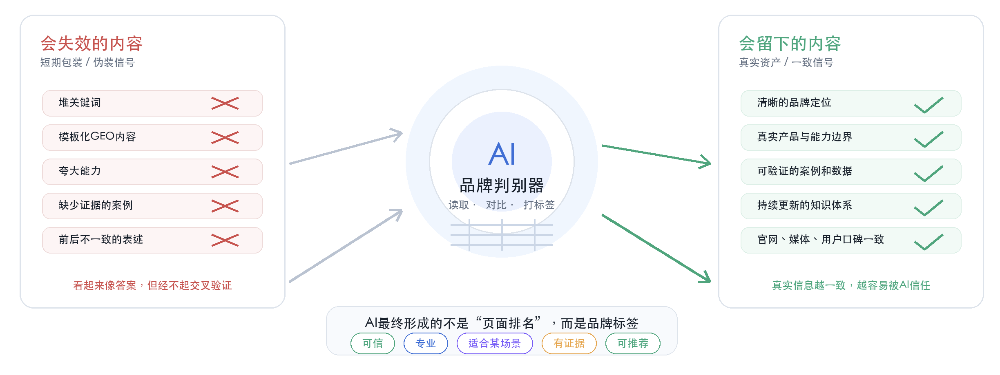 会失效的内容
短期包装 / 伪装信号
堆关键词
模板化GEO内容
夸大能力
缺少证据的案例
前后不一致的表述
看起来像答案，但经不起交叉验证
AI
品牌判别器
读取 · 对比 · 打标签
会留下的内容
真实资产 / 一致信号
清晰的品牌定位
真实产品与能力边界
可验证的案例和数据
持续更新的知识体系
官网、媒体、用户口碑一致
真实信息越一致，越容易被AI信任
AI最终形成的不是“页面排名”，而是品牌标签
可信
专业
适合某场景
有证据
可推荐